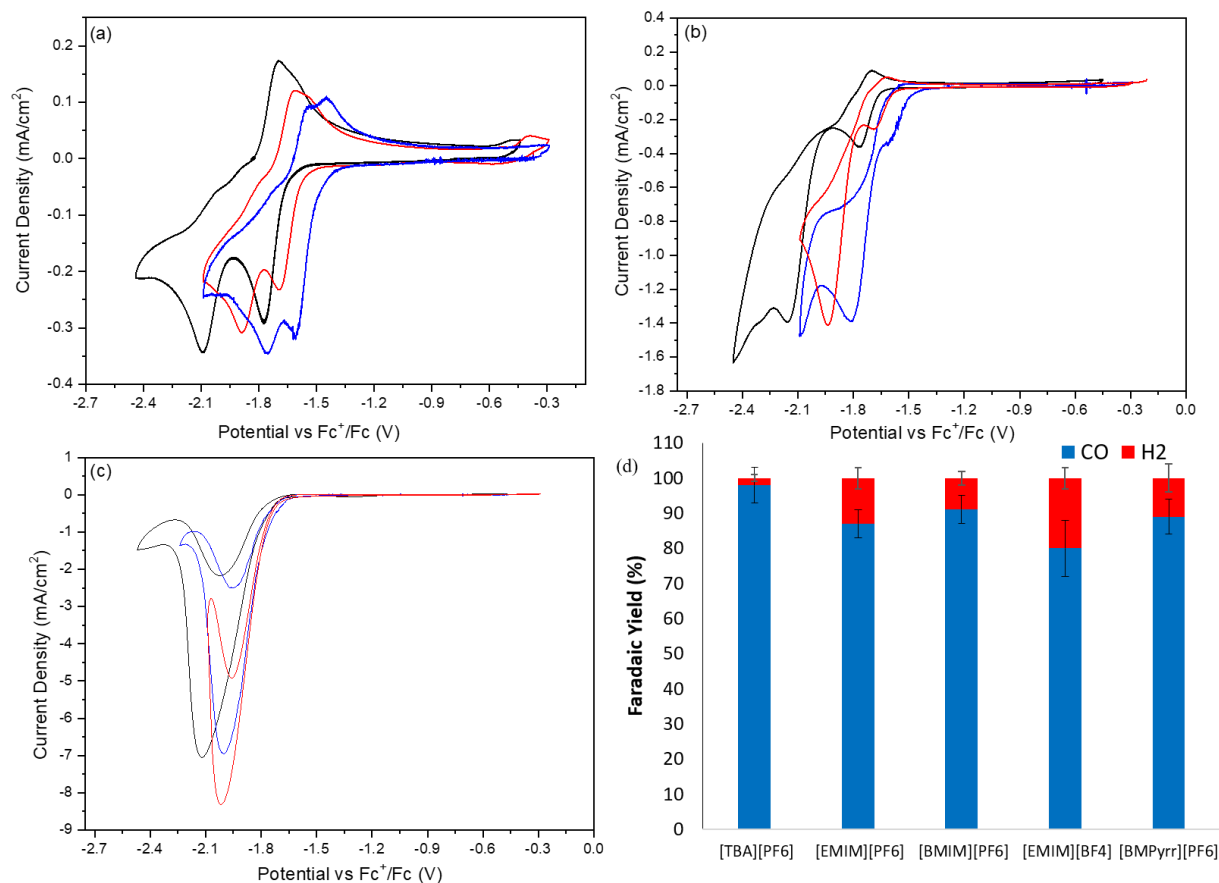 (a)
0.2
0.1
0.0
-0.1
-0.2
-0.3
-0.4
Current Density (mA/cm²)
-2.7 -2.4 -2.1 -1.8 -1.5 -1.2 -0.9 -0.6 -0.3
Potential vs Fc⁺/Fc (V)
(b)
0.4
0.2
0.0
-0.2
-0.4
-0.6
-0.8
-1.0
-1.2
-1.4
-1.6
-1.8
Current Density (mA/cm²)
-2.7 -2.4 -2.1 -1.8 -1.5 -1.2 -0.9 -0.6 -0.3 0.0
Potential vs Fc⁺/Fc (V)
(c)
1
0
-1
-2
-3
-4
-5
-6
-7
-8
-9
Current Density (mA/cm²)
-2.7 -2.4 -2.1 -1.8 -1.5 -1.2 -0.9 -0.6 -0.3 0.0
Potential vs Fc⁺/Fc (V)
(d)
CO H2
110
100
90
80
70
60
50
40
30
20
10
0
Faradaic Yield (%)
[TBA][PF6] [EMIM][PF6] [BMIM][PF6] [EMIM][BF4] [BMPyrr][PF6]